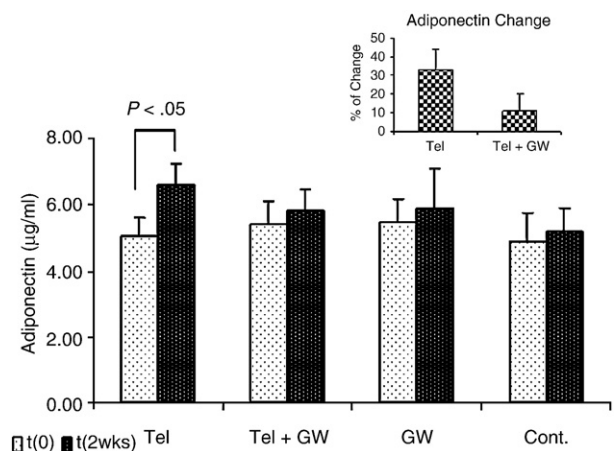 Adiponectin Change
50
40
30
20
10
0
% of Change
Tel
Tel + GW
P < .05
8.00
6.00
4.00
2.00
0.00
Adiponectin (μg/ml)
Tel
Tel + GW
GW
Cont.
t(0) t(2wks)